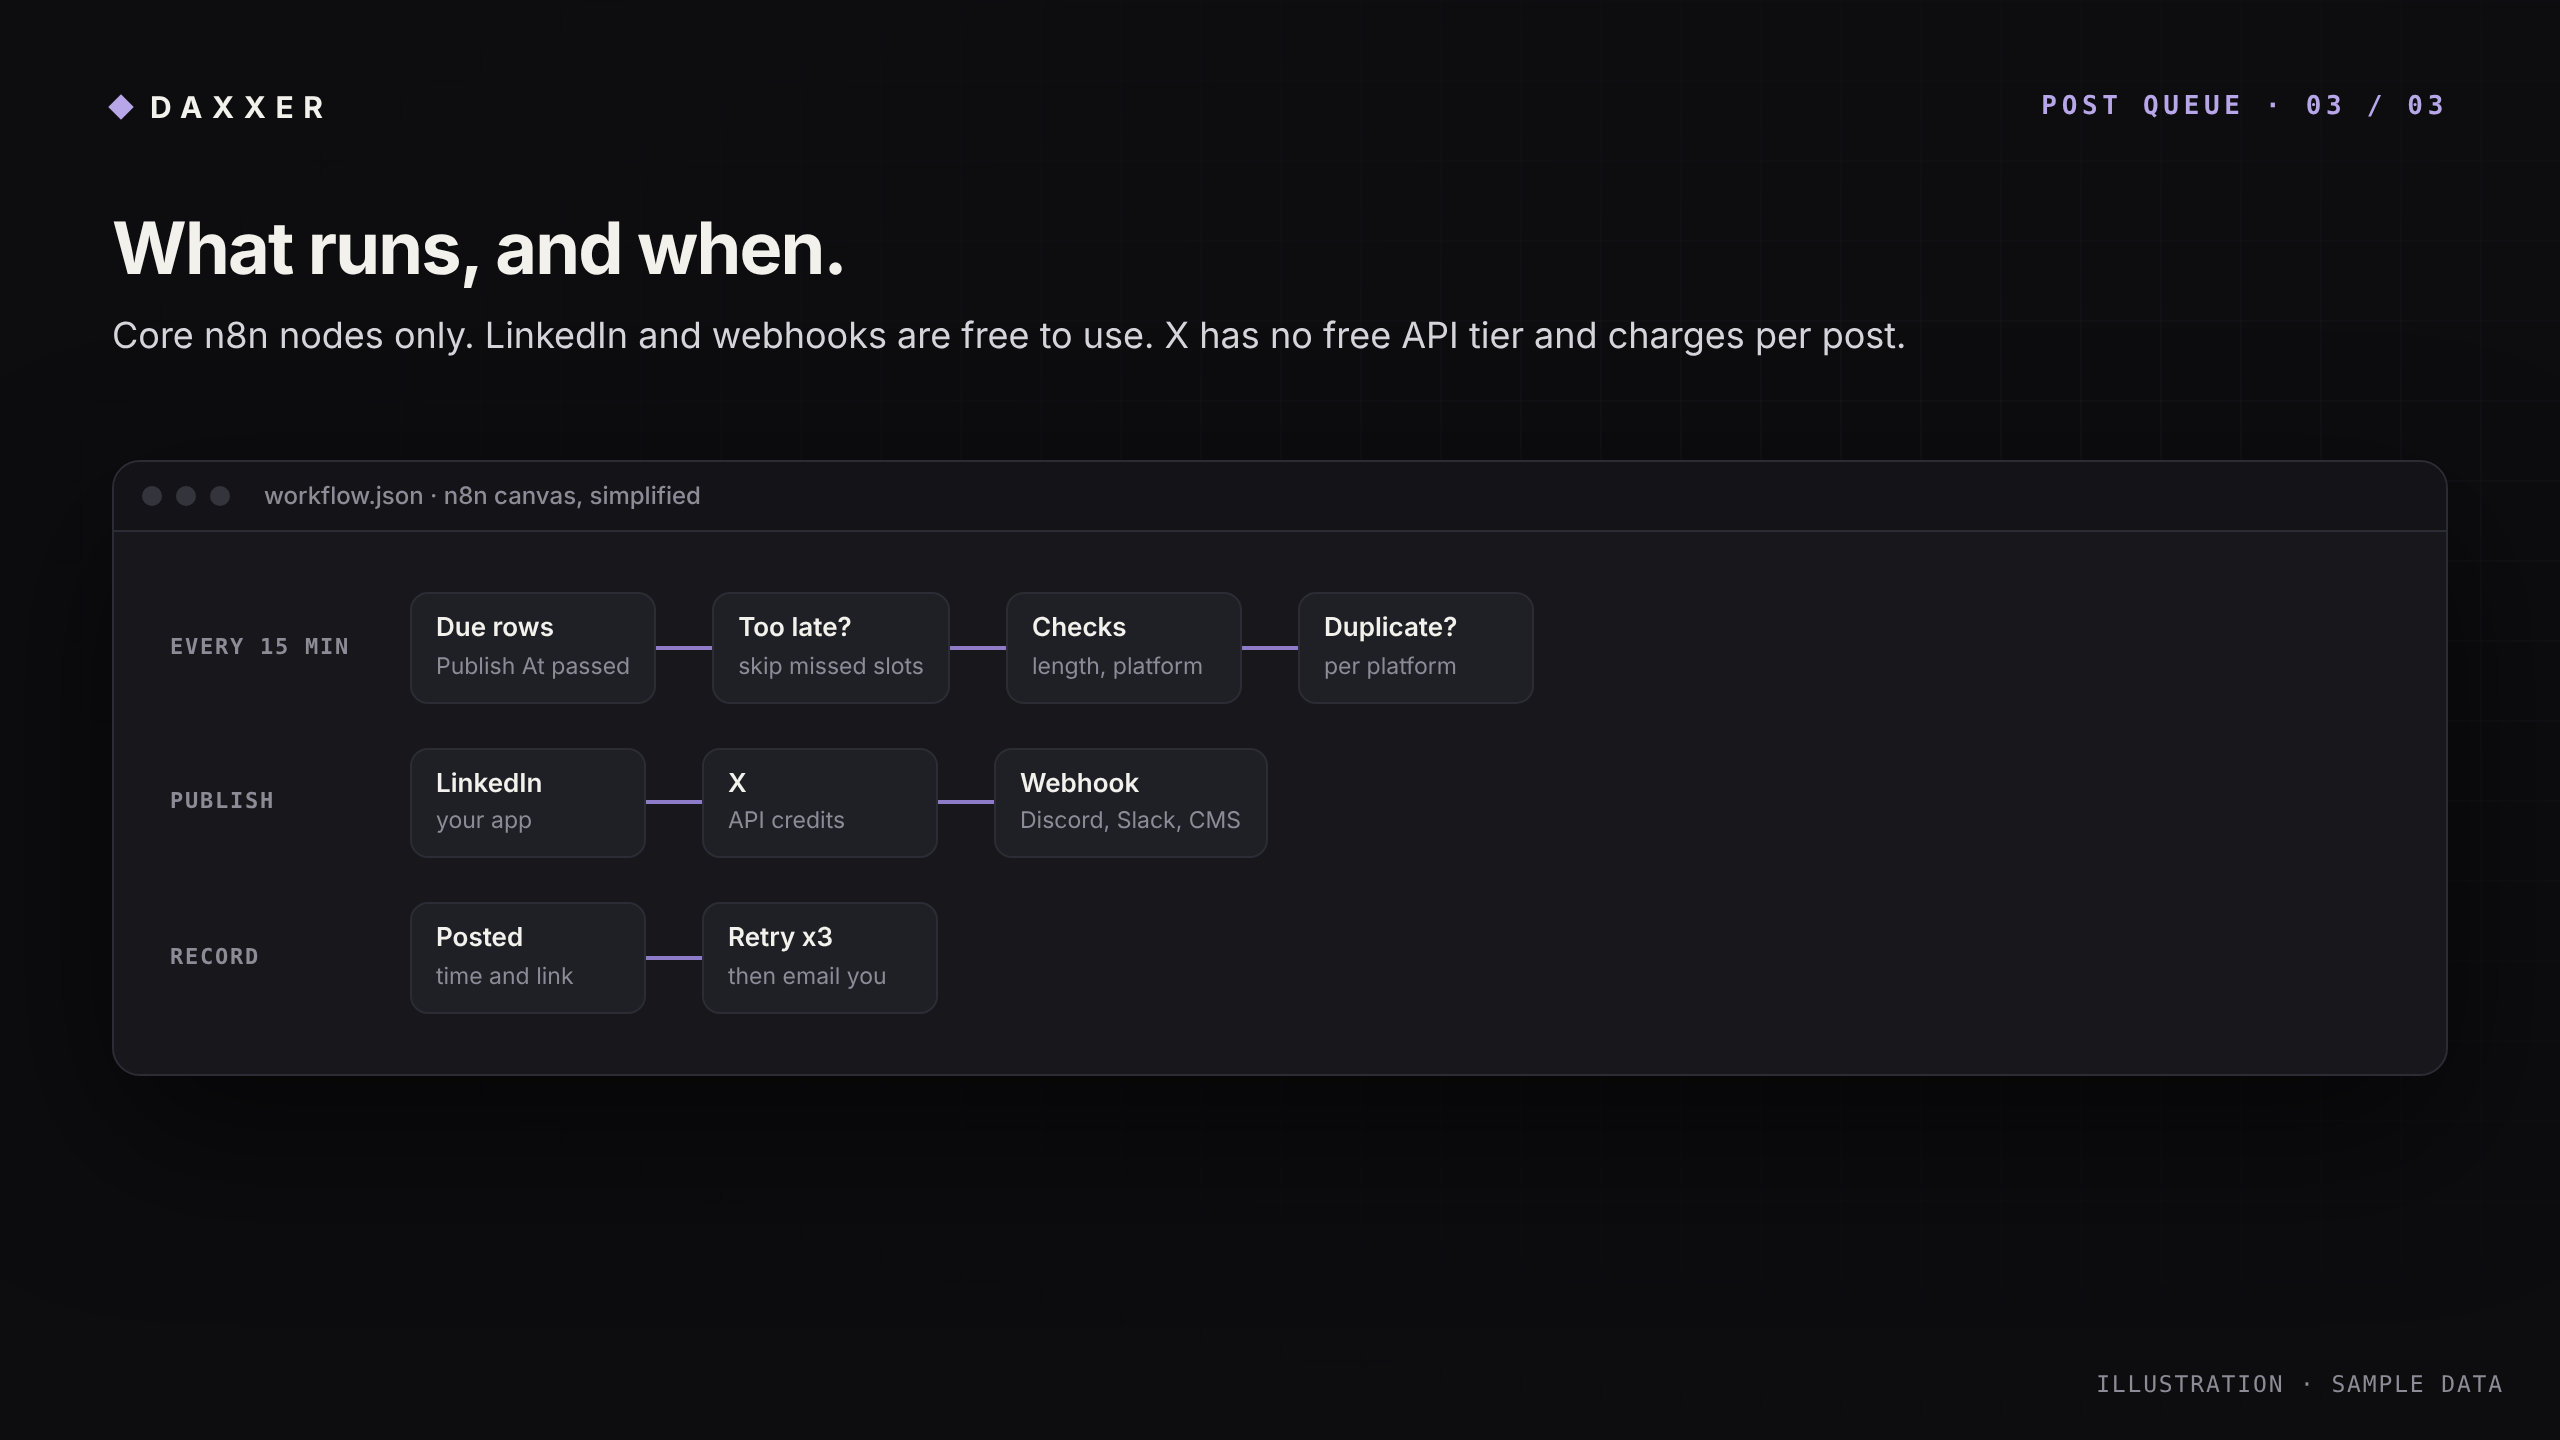 DAXXER
POST QUEUE · 03 / 03
What runs, and when.
Core n8n nodes only. LinkedIn and webhooks are free to use. X has no free API tier and charges per post.
workflow.json · n8n canvas, simplified
EVERY 15 MIN
Due rows
Publish At passed
Too late?
skip missed slots
Checks
length, platform
Duplicate?
per platform
PUBLISH
LinkedIn
your app
X
API credits
Webhook
Discord, Slack, CMS
RECORD
Posted
time and link
Retry x3
then email you
ILLUSTRATION · SAMPLE DATA